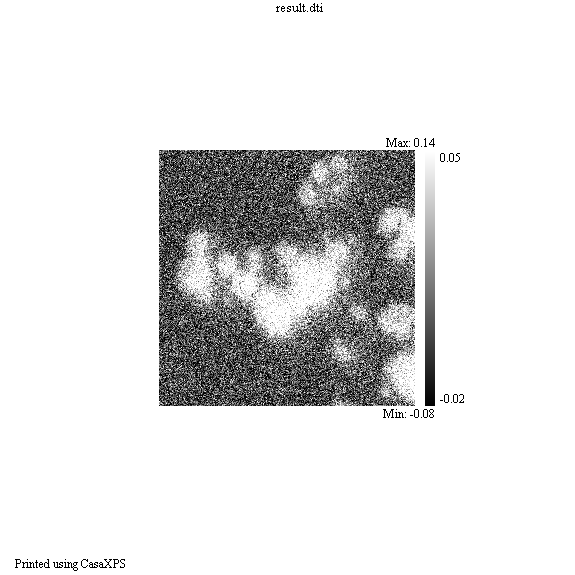 result.dti
Max: 0.14
0.05
-0.02
Min: -0.08
Printed using CasaXPS